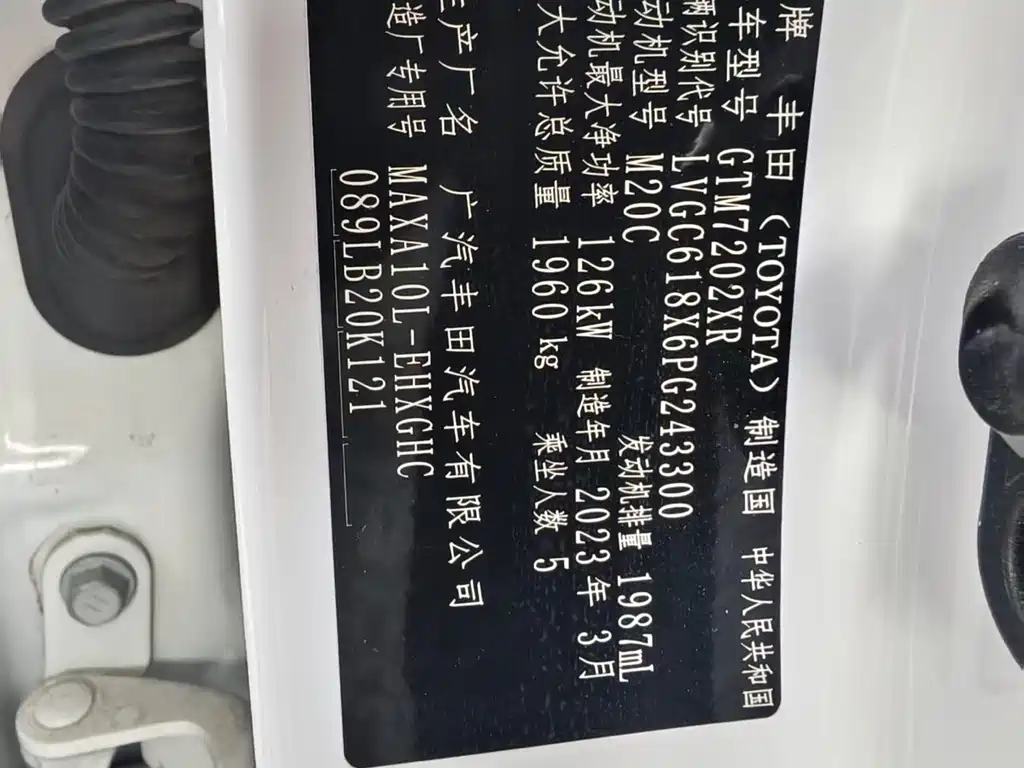 牌 丰田 (TOYOTA) 制造国 中华人民共和国
车型号 GTM7202XR
辆识别代号 LVGC618X6PG243300
动机型号 M20C 发动机排量 1987mL
动机最大净功率 126kW 制造年月 2023年 3月
大允许总质量 1960 kg 乘坐人数 5
生产厂名 广汽丰田汽车有限公司
造厂专用号 MAXA10L-EHXGHC
089LB20K121